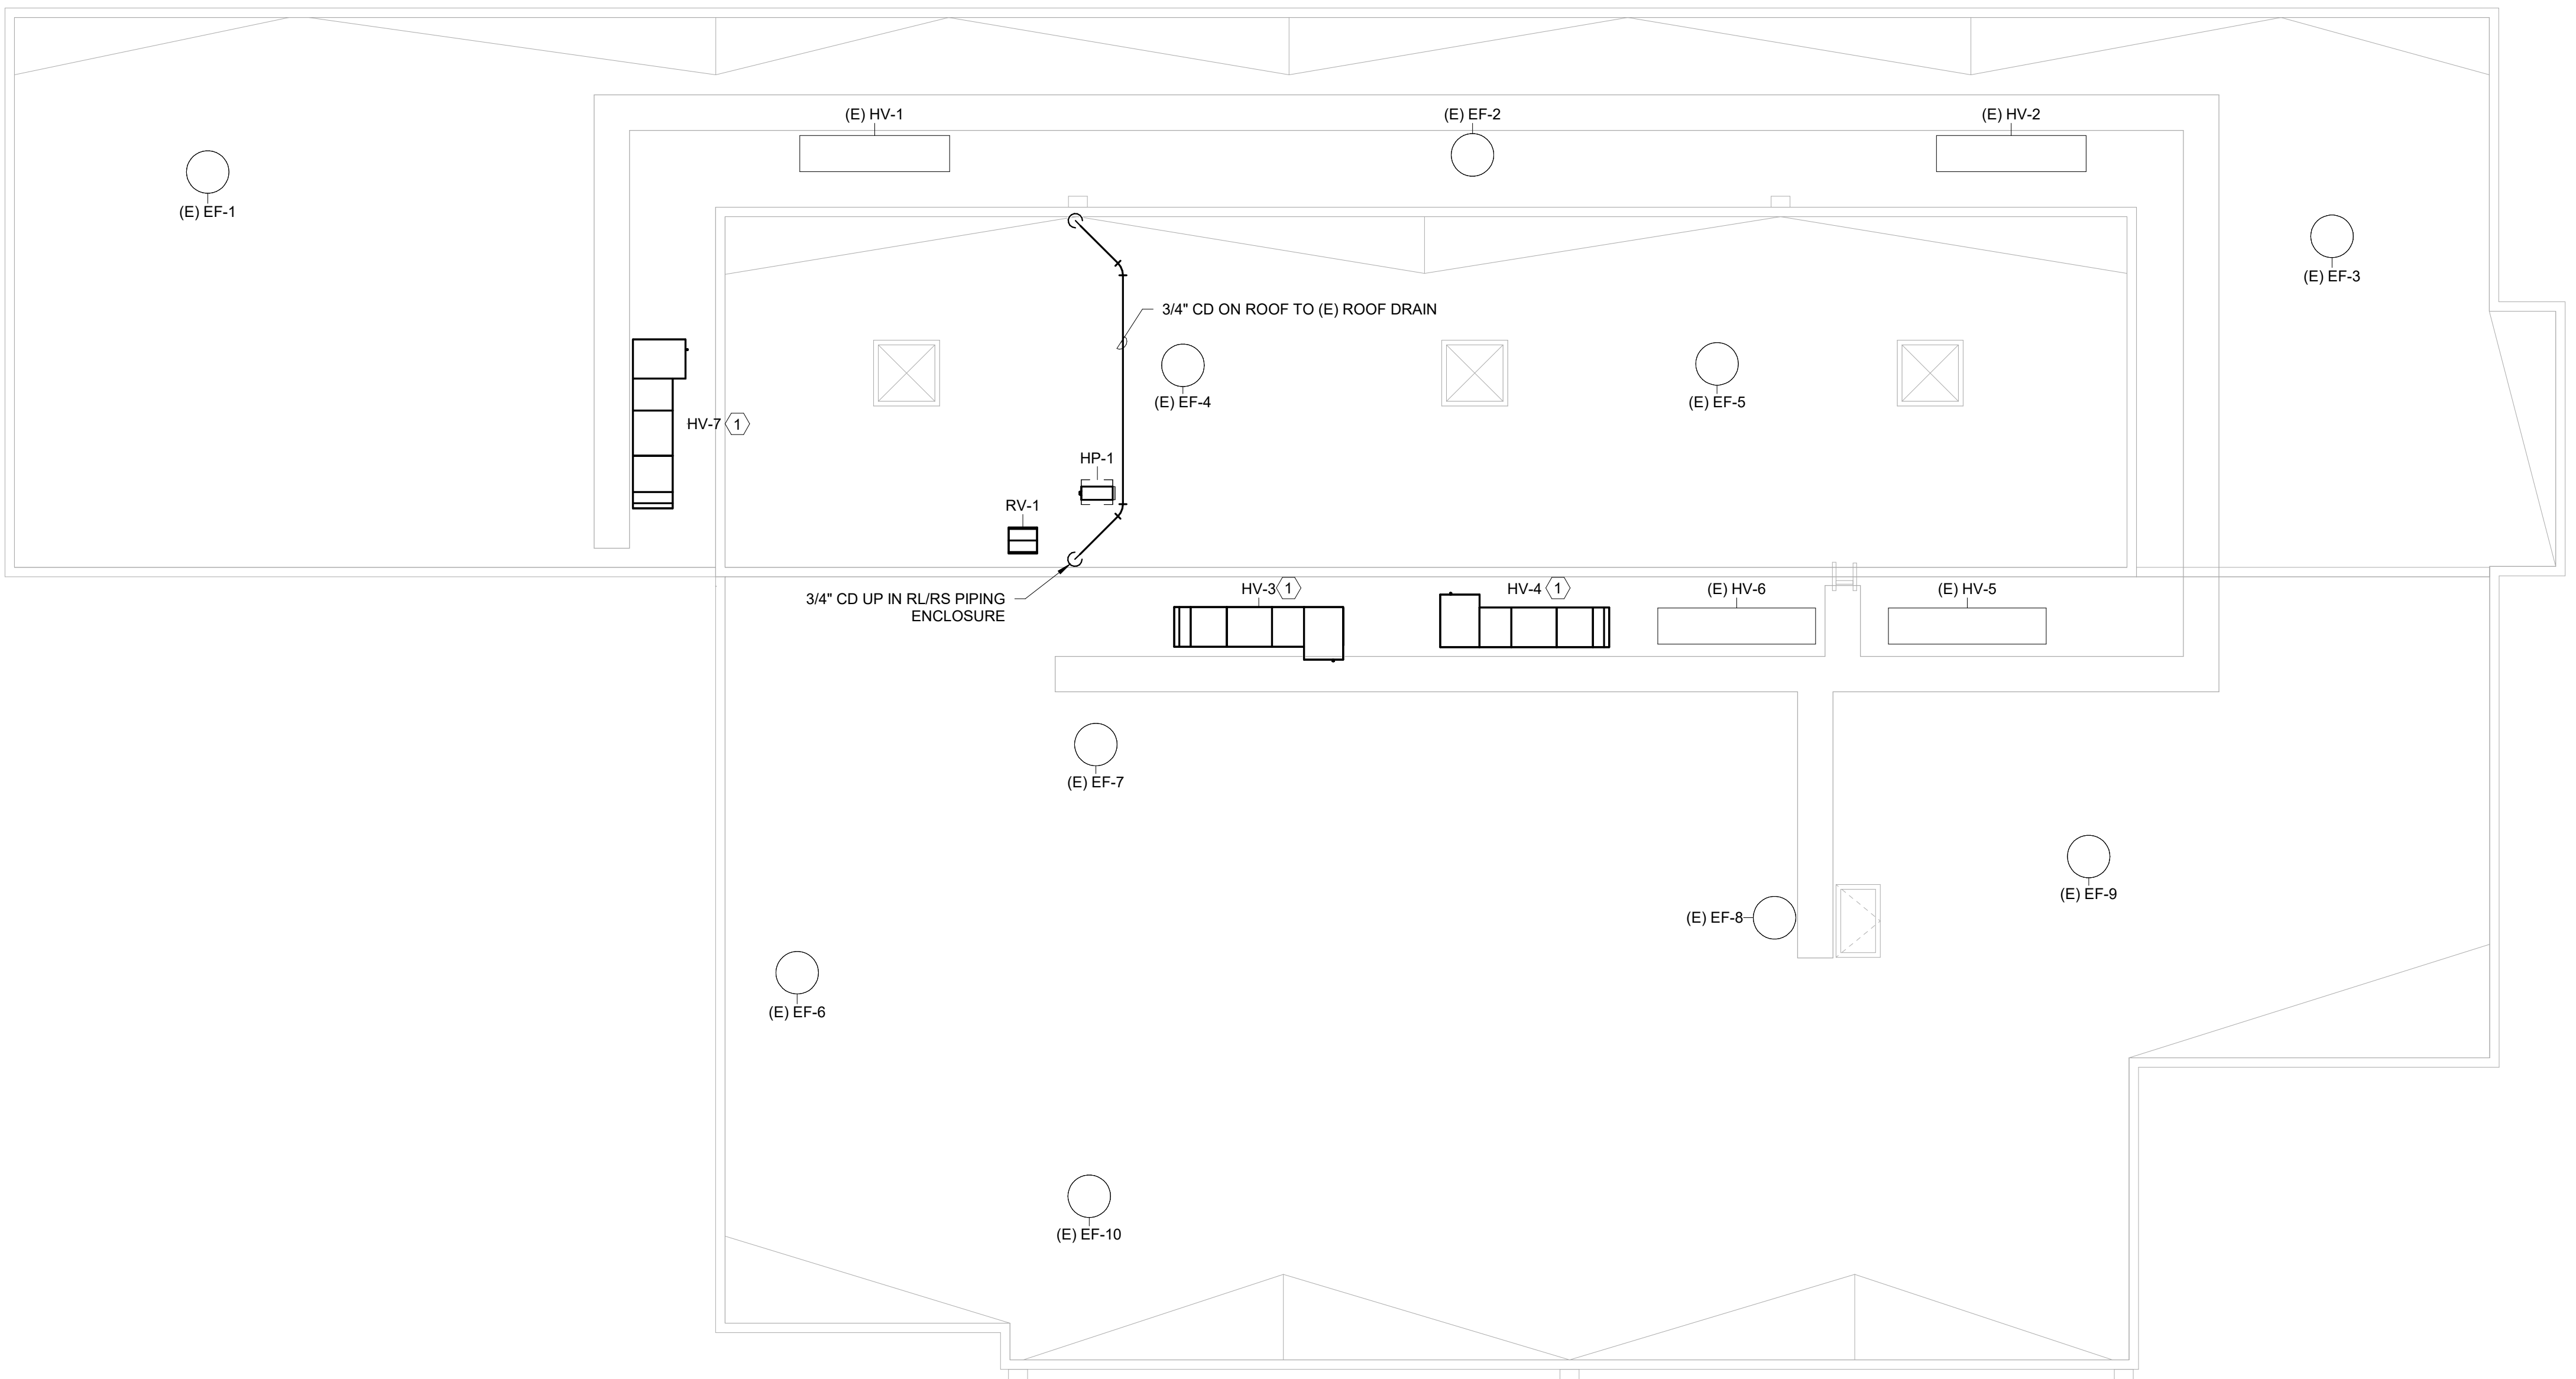 (E) HV-1
(E) EF-2
(E) HV-2
(E) EF-1
(E) EF-3
3/4" CD ON ROOF TO (E) ROOF DRAIN
(E) EF-4
(E) EF-5
HV-7 1
HP-1
RV-1
3/4" CD UP IN RL/RS PIPING
ENCLOSURE
HV-3 1
HV-4 1
(E) HV-6
(E) HV-5
(E) EF-7
(E) EF-9
(E) EF-8
(E) EF-6
(E) EF-10